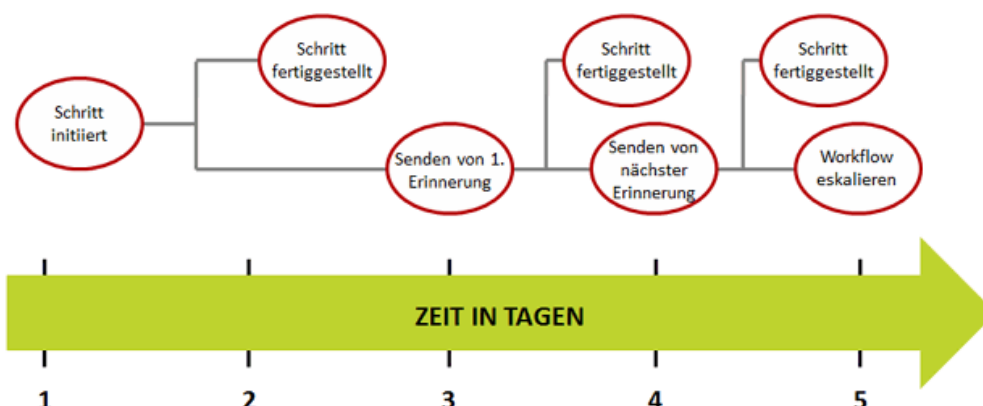 Schritt
fertiggestellt
Schritt
fertiggestellt
Schritt
fertiggestellt
Schritt
initiiert
Senden von 1.
Erinnerung
Senden von
nächster
Erinnerung
Workflow
eskalieren
ZEIT IN TAGEN
1
2
3
4
5